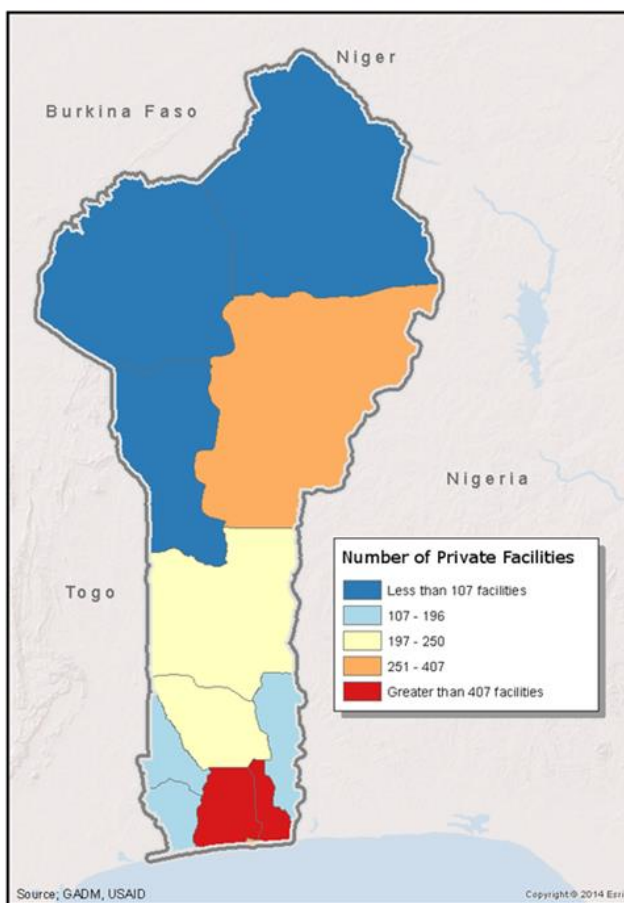 Niger
Burkina Faso
Nigeria
Togo
Number of Private Facilities
Less than 107 facilities
107 - 196
197 - 250
251 - 407
Greater than 407 facilities
Source; GADM, USAID
Copyright:© 2014 Esri